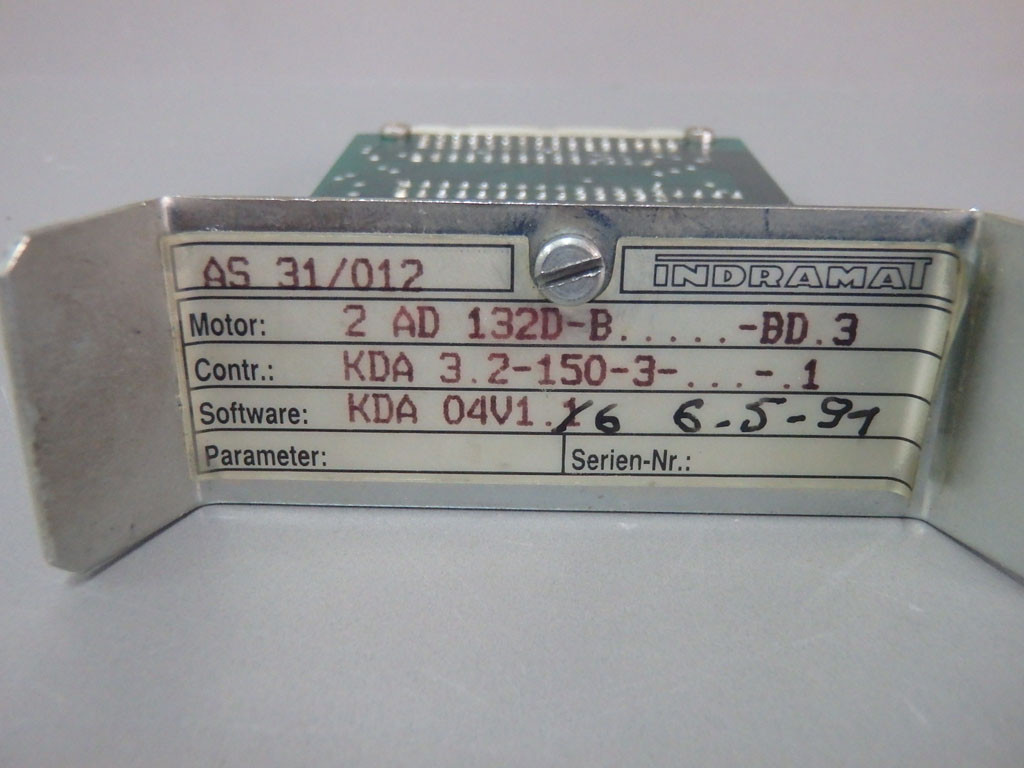 AS 31/012
INDRAMAT
Motor: 2 AD 132D-B.....-BD.3
Contr.: KDA 3.2-150-3-...-.1
Software: KDA 04V1.16 6.5-91
Parameter: Serien-Nr.: